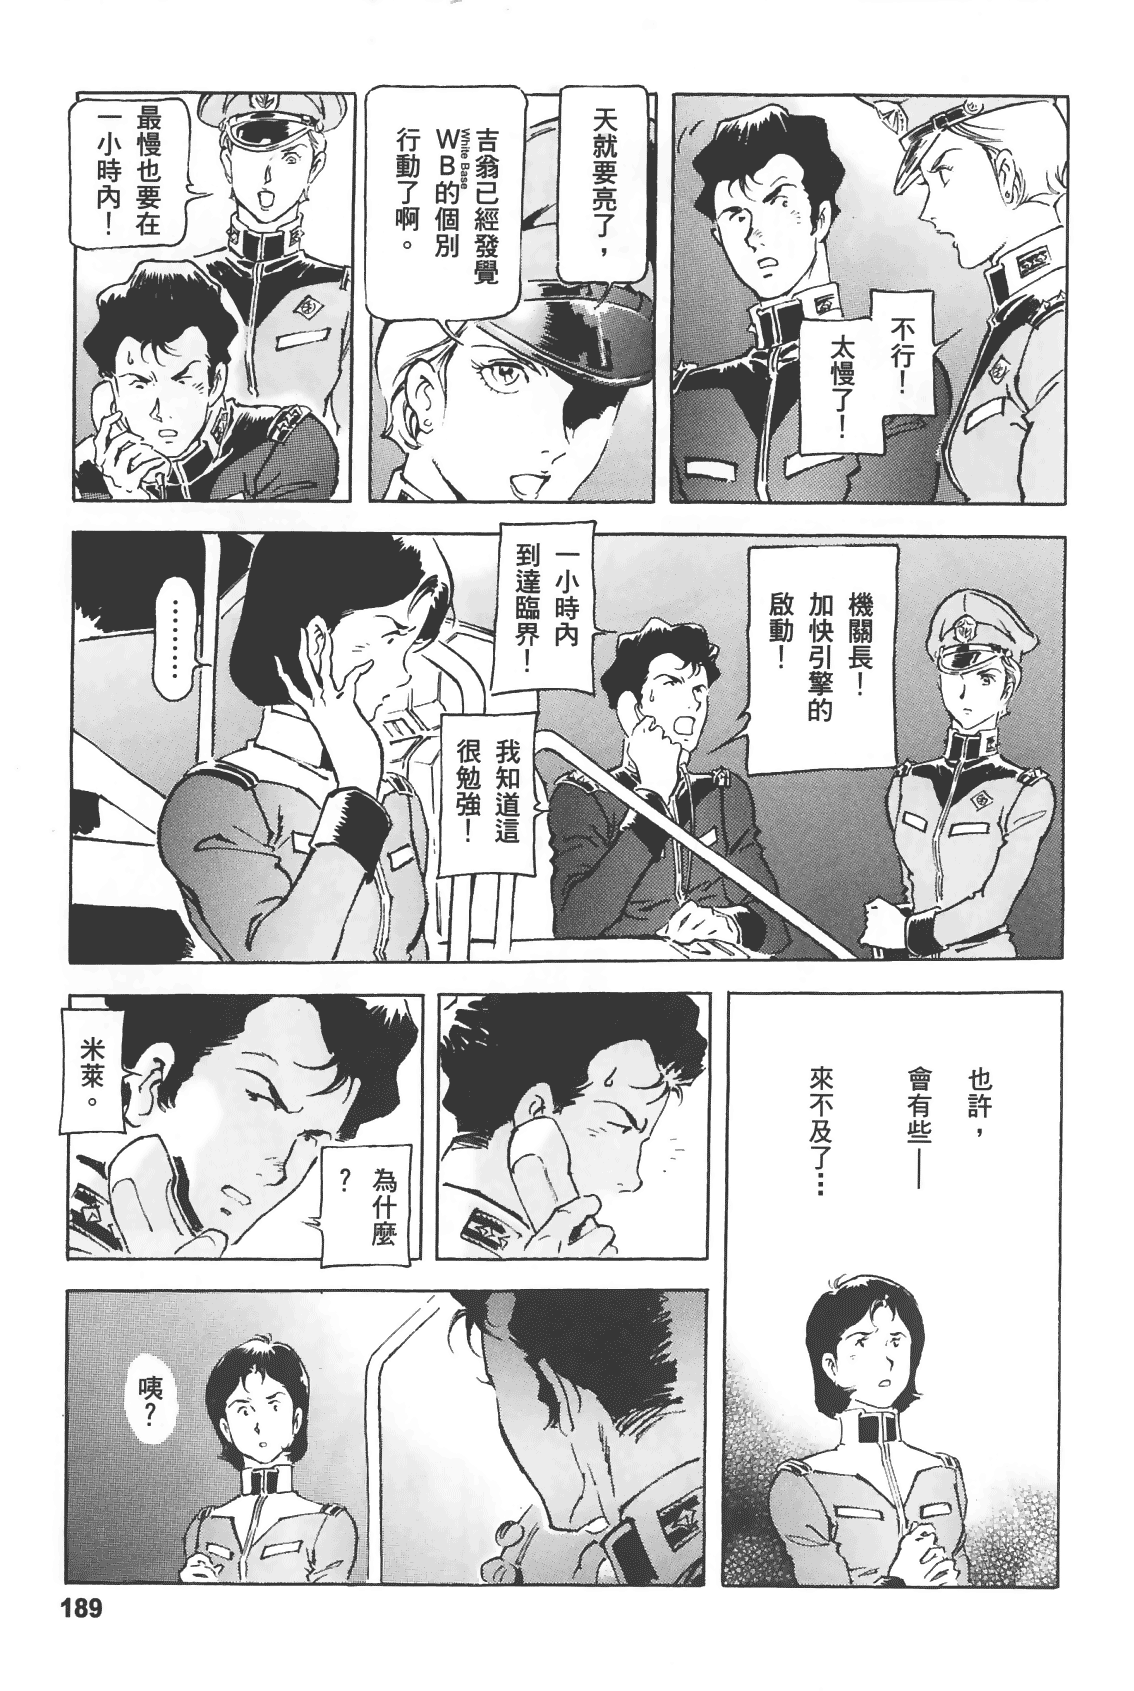 不行！
太慢了！
天就要亮了，
吉翁已經發覺
WB的個別
White Base
行動了啊。
最慢也要在
一小時內！
機關長！
加快引擎的
啟動！
一小時內
到達臨界！
我知道這
很勉強！
………
也許，
會有些——
來不及了…
為什麼
？
米萊。
咦？
189